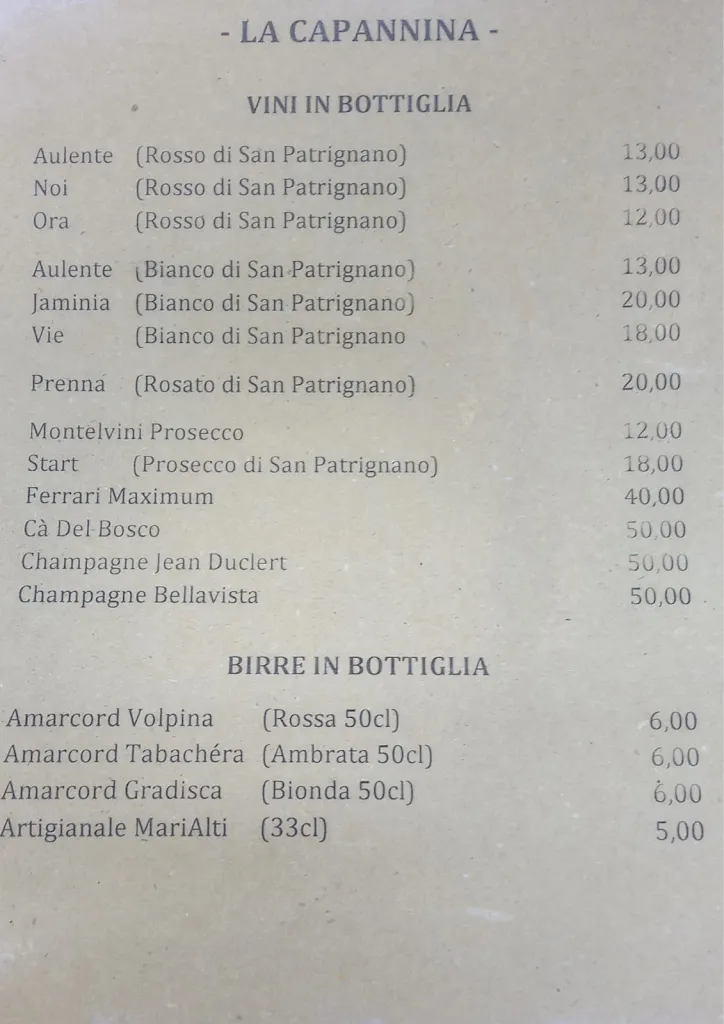 - LA CAPANNINA -
VINI IN BOTTIGLIA
Aulente (Rosso di San Patrignano) 13,00
Noi (Rosso di San Patrignano) 13,00
Ora (Rosso di San Patrignano) 12,00
Aulente (Bianco di San Patrignano) 13,00
Jaminia (Bianco di San Patrignano) 20,00
Vie (Bianco di San Patrignano 18,00
Prenna (Rosato di San Patrignano) 20,00
Montelvini Prosecco 12,00
Start (Prosecco di San Patrignano) 18,00
Ferrari Maximum 40,00
Cà Del Bosco 50,00
Champagne Jean Duclert 50,00
Champagne Bellavista 50,00
BIRRE IN BOTTIGLIA
Amarcord Volpina (Rossa 50cl) 6,00
Amarcord Tabachéra (Ambrata 50cl) 6,00
Amarcord Gradisca (Bionda 50cl) 6,00
Artigianale MariAlti (33cl) 5,00